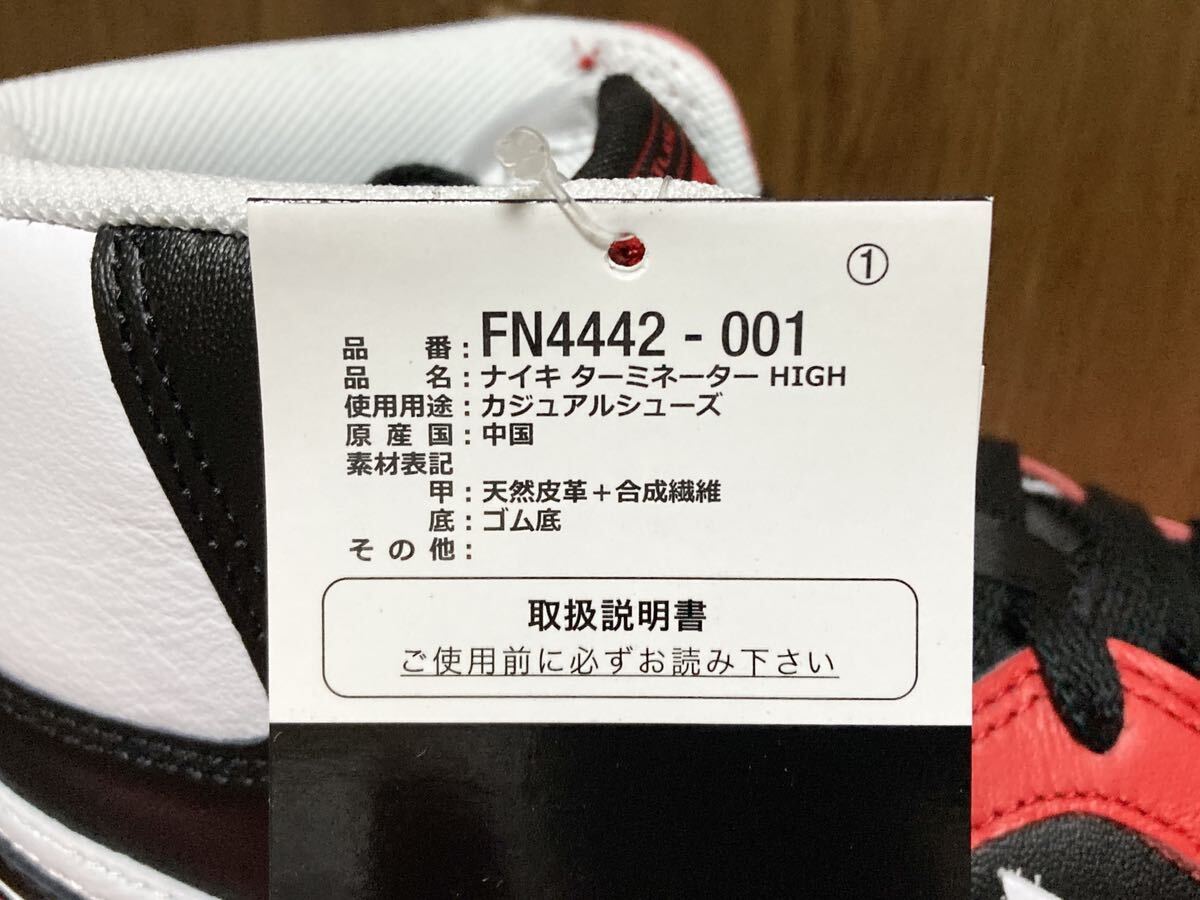 ①
品番：FN4442 - 001
品名：ナイキ ターミネーター HIGH
使用用途：カジュアルシューズ
原産国：中国
素材表記
甲：天然皮革＋合成繊維
底：ゴム底
その他：
取扱説明書
ご使用前に必ずお読み下さい